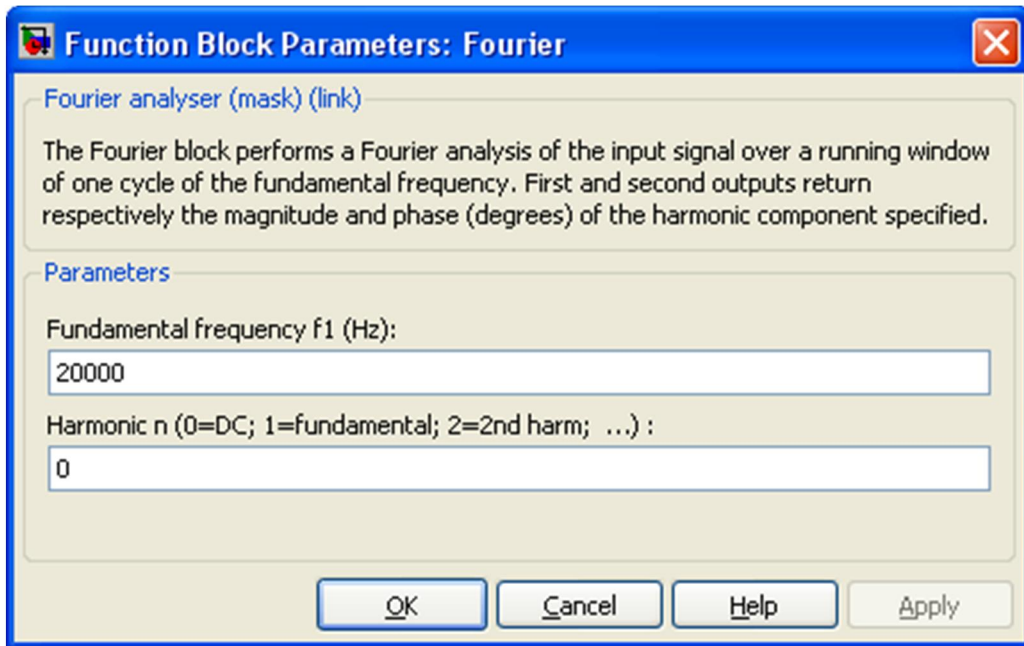 Function Block Parameters: Fourier
Fourier analyser (mask) (link)
The Fourier block performs a Fourier analysis of the input signal over a running window
of one cycle of the fundamental frequency. First and second outputs return
respectively the magnitude and phase (degrees) of the harmonic component specified.
Parameters
Fundamental frequency f1 (Hz):
20000
Harmonic n (0=DC; 1=fundamental; 2=2nd harm;  ...) :
0
OK
Cancel
Help
Apply